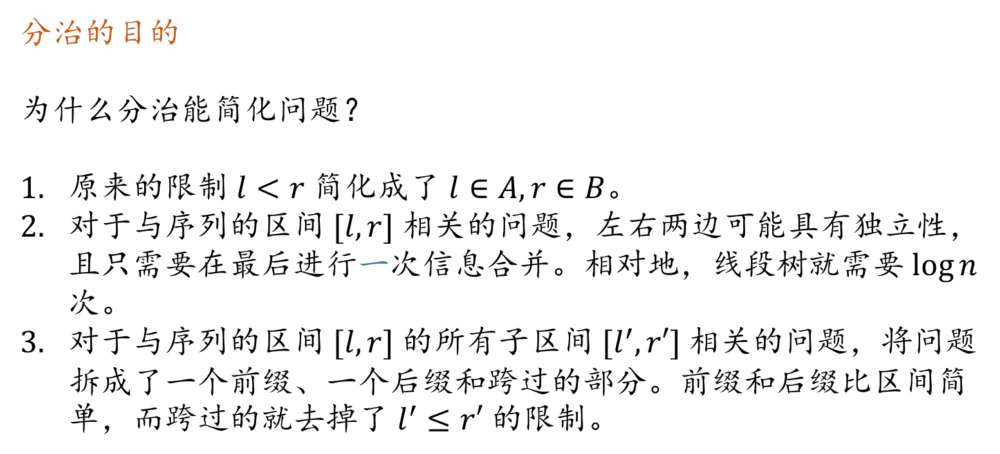 分治的目的
为什么分治能简化问题？
1. 原来的限制 l < r 简化成了 l ∈ A, r ∈ B。
2. 对于与序列的区间 [l, r] 相关的问题，左右两边可能具有独立性，
且只需要在最后进行一次信息合并。相对地，线段树就需要 log n
次。
3. 对于与序列的区间 [l, r] 的所有子区间 [l′, r′] 相关的问题，将问题
拆成了一个前缀、一个后缀和跨过的部分。前缀和后缀比区间简
单，而跨过的就去掉了 l′ ≤ r′ 的限制。